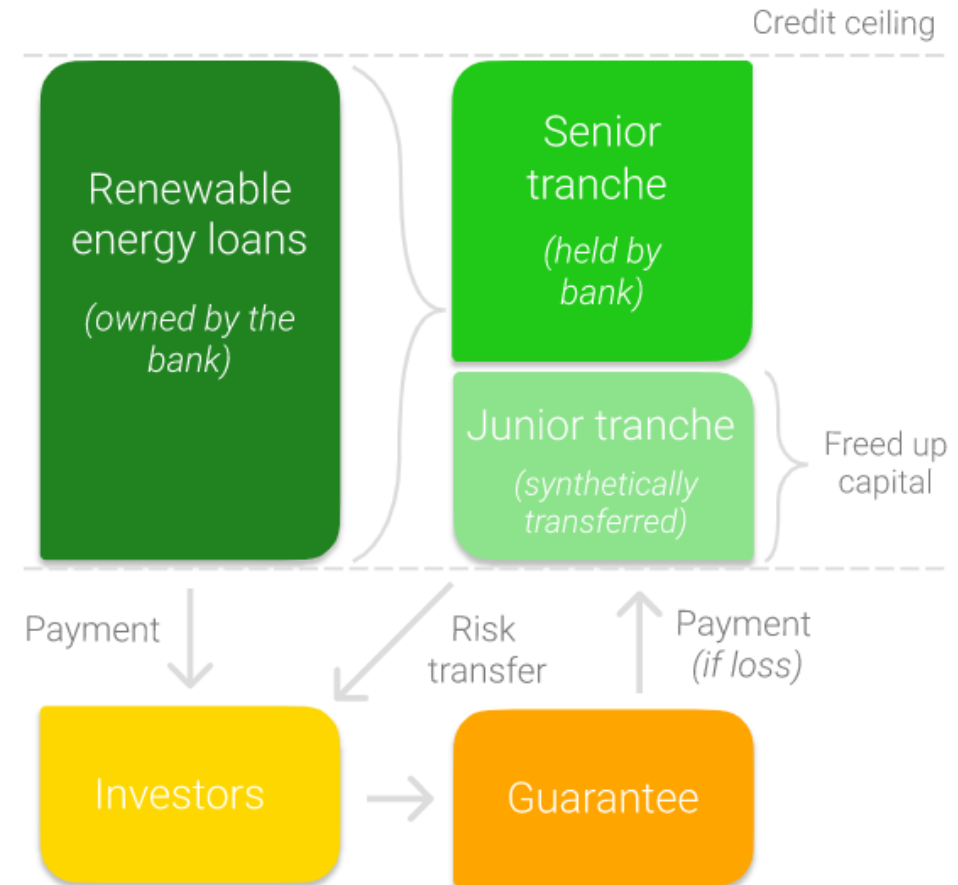 Credit ceiling
Renewable
energy loans
(owned by the
bank)
Senior
tranche
(held by
bank)
Junior tranche
(synthetically
transferred)
Freed up
capital
Payment
Risk
transfer
Payment
(if loss)
Investors
Guarantee